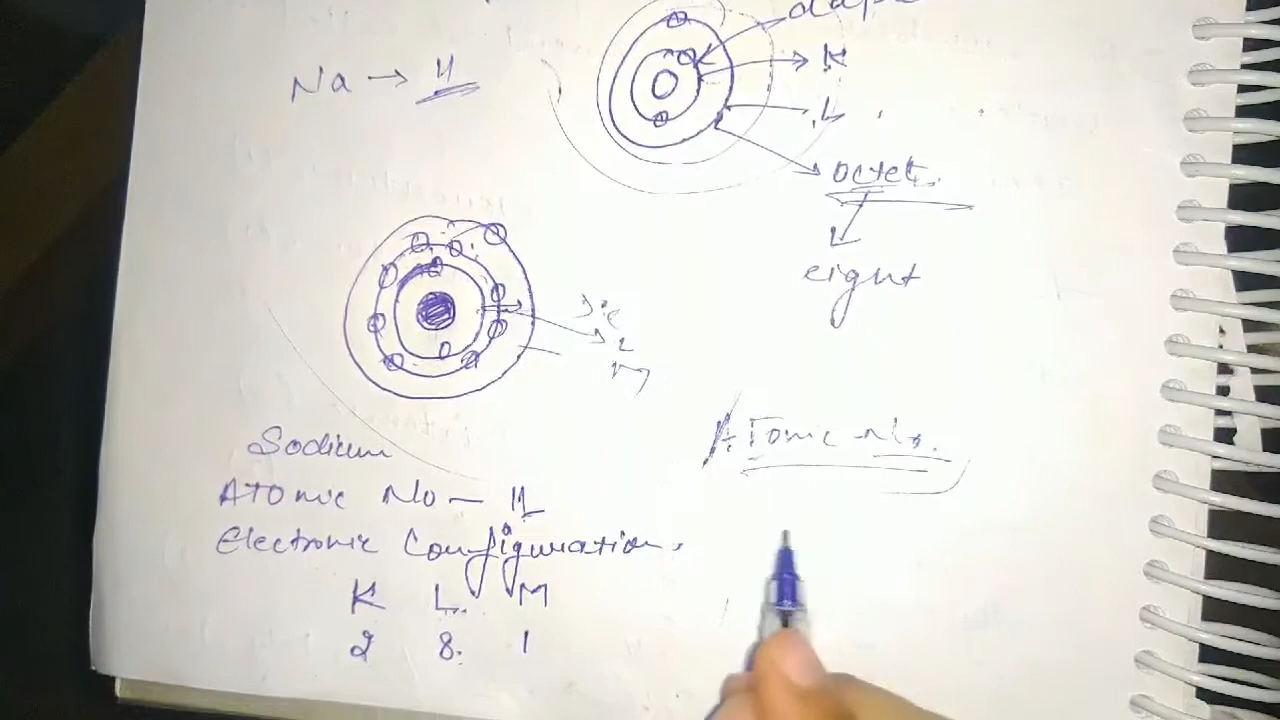 Na → 11
K
L
octet
eight
L
M
Sodium
Atomic No.
Atomic No — 11
Electronic Configuration.
K L M
2 8 1